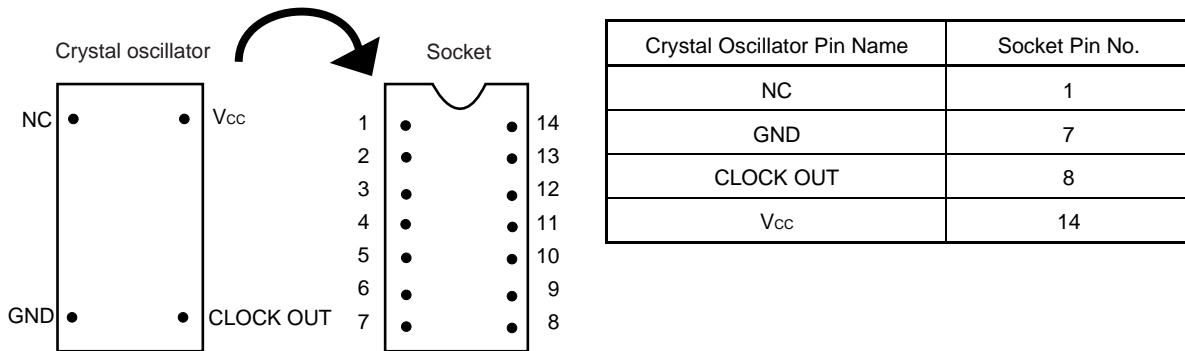 Crystal oscillator
NC
Vcc
GND
CLOCK OUT
Socket
1 14
2 13
3 12
4 11
5 10
6 9
7 8
Crystal Oscillator Pin Name Socket Pin No.
NC 1
GND 7
CLOCK OUT 8
Vcc 14